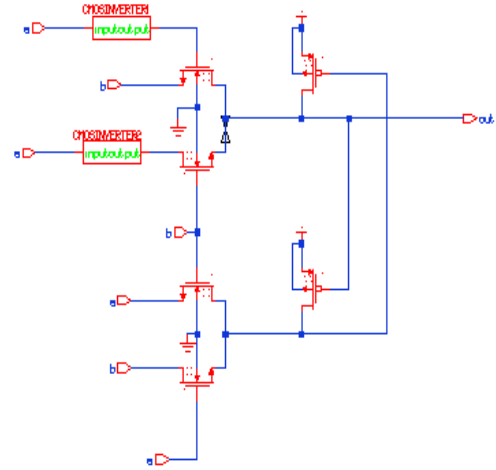 CMOSINVERTER1
a
inputoutput
b
out
CMOSINVERTER2
a
inputoutput
b
a
b
a